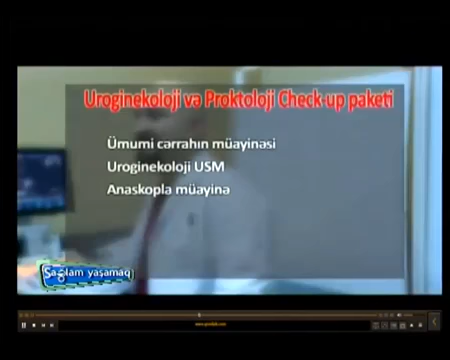 Uroginekoloji və Proktoloji Check-up paketi
Ümumi cərrahın müayinəsi
Uroginekoloji USM
Anaskopla müayinə
Sağlam yaşamaq